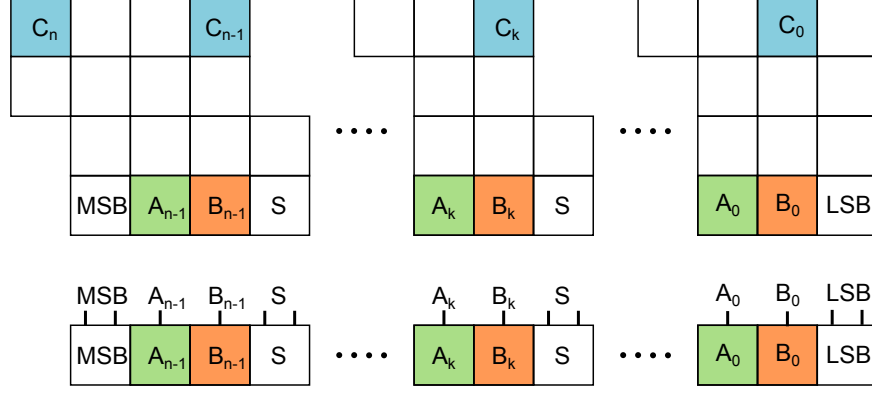 Cₙ Cₙ₋₁ Cₖ C₀
MSB Aₙ₋₁ Bₙ₋₁ S Aₖ Bₖ S A₀ B₀ LSB
MSB Aₙ₋₁ Bₙ₋₁ S Aₖ Bₖ S A₀ B₀ LSB
MSB Aₙ₋₁ Bₙ₋₁ S Aₖ Bₖ S A₀ B₀ LSB